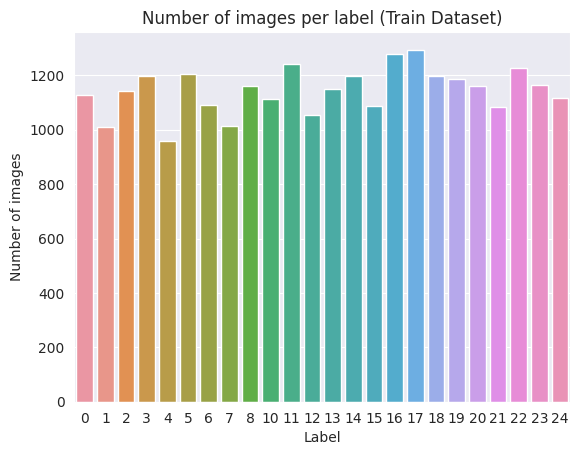 Number of images per label (Train Dataset)
Number of images
1200
1000
800
600
400
200
0
0 1 2 3 4 5 6 7 8 10 11 12 13 14 15 16 17 18 19 20 21 22 23 24
Label